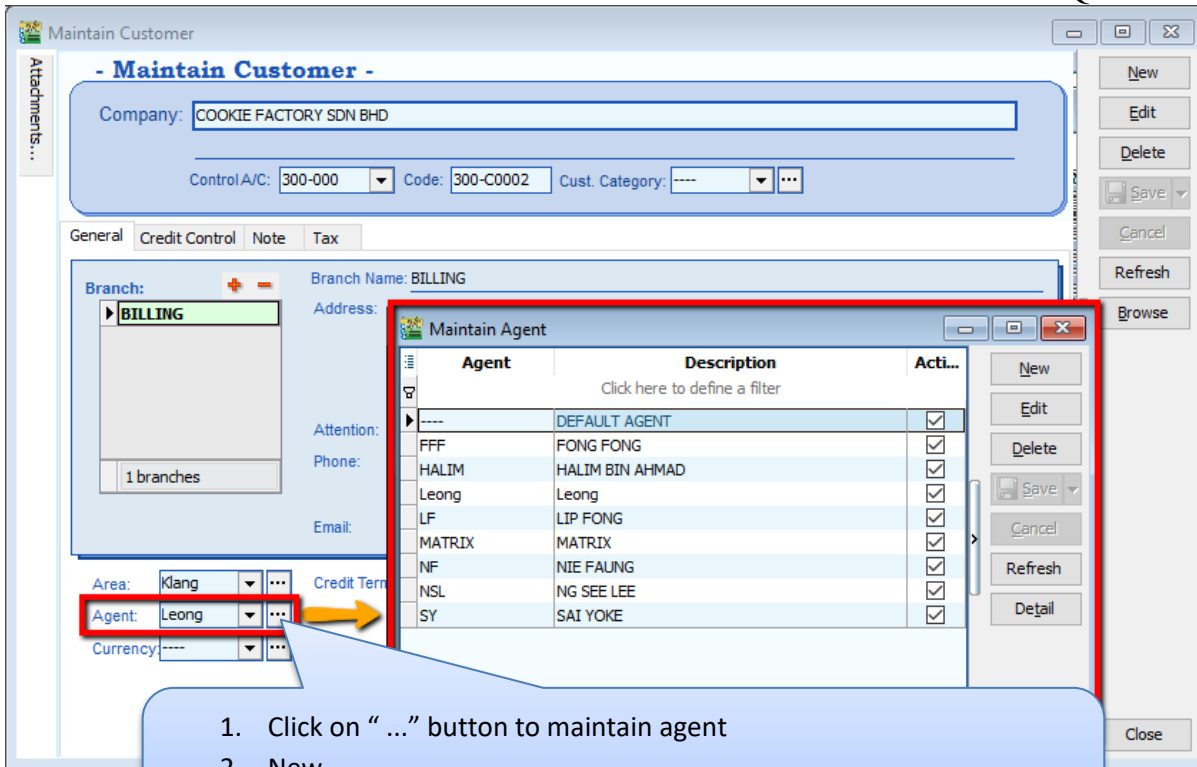 Maintain Customer
Attachments...
- Maintain Customer -
Company: COOKIE FACTORY SDN BHD
Control A/C: 300-000 Code: 300-C0002 Cust. Category: ----
General Credit Control Note Tax
Branch:
BILLING
1 branches
Branch Name: BILLING
Address:
Attention:
Phone:
Email:
Area: Klang
Credit Term
Agent: Leong
Currency: ----
New
Edit
Delete
Save
Cancel
Refresh
Browse
Close
Maintain Agent
Agent Description Acti...
Click here to define a filter
---- DEFAULT AGENT
FFF FONG FONG
HALIM HALIM BIN AHMAD
Leong Leong
LF LIP FONG
MATRIX MATRIX
NF NIE FAUNG
NSL NG SEE LEE
SY SAI YOKE
New
Edit
Delete
Save
Cancel
Refresh
Detail
1. Click on “ ...” button to maintain agent
2. New